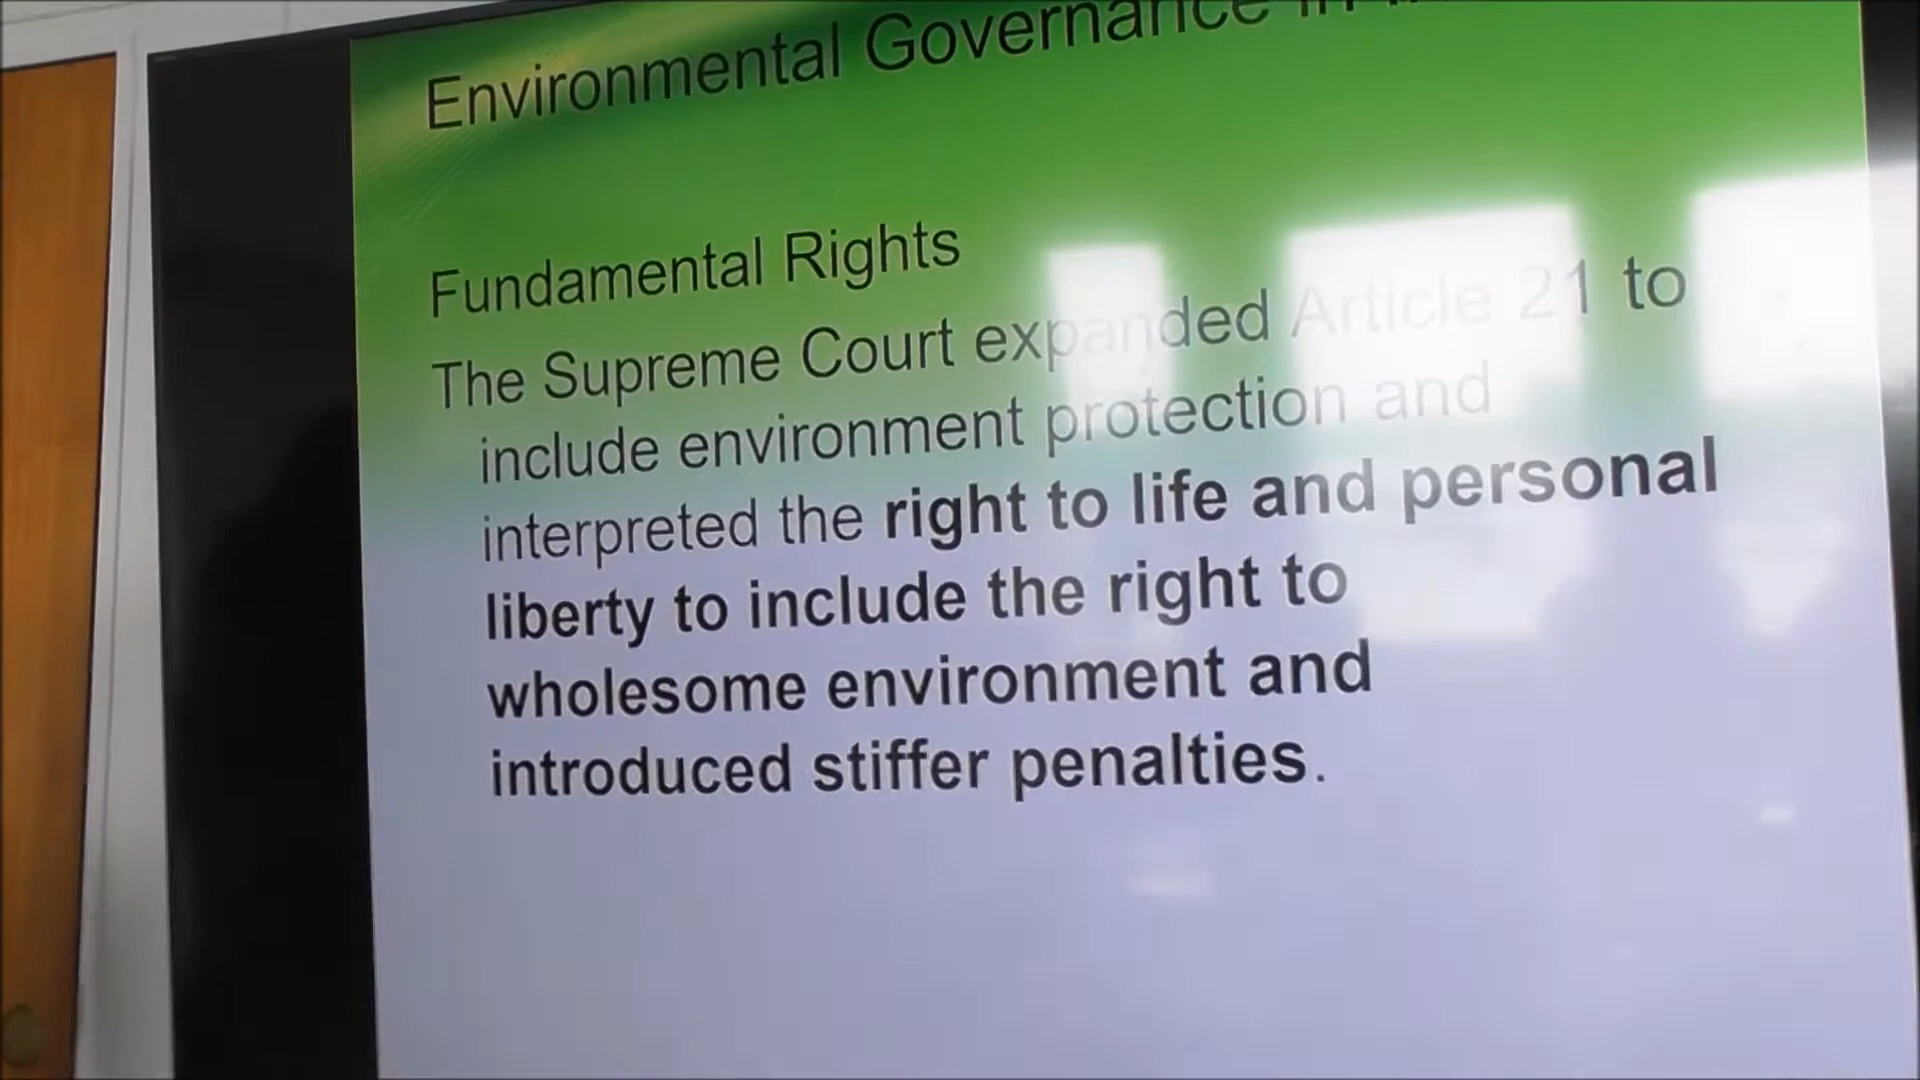 Environmental Governance in
Fundamental Rights
The Supreme Court expanded Article 21 to
include environment protection and
interpreted the right to life and personal
liberty to include the right to
wholesome environment and
introduced stiffer penalties.